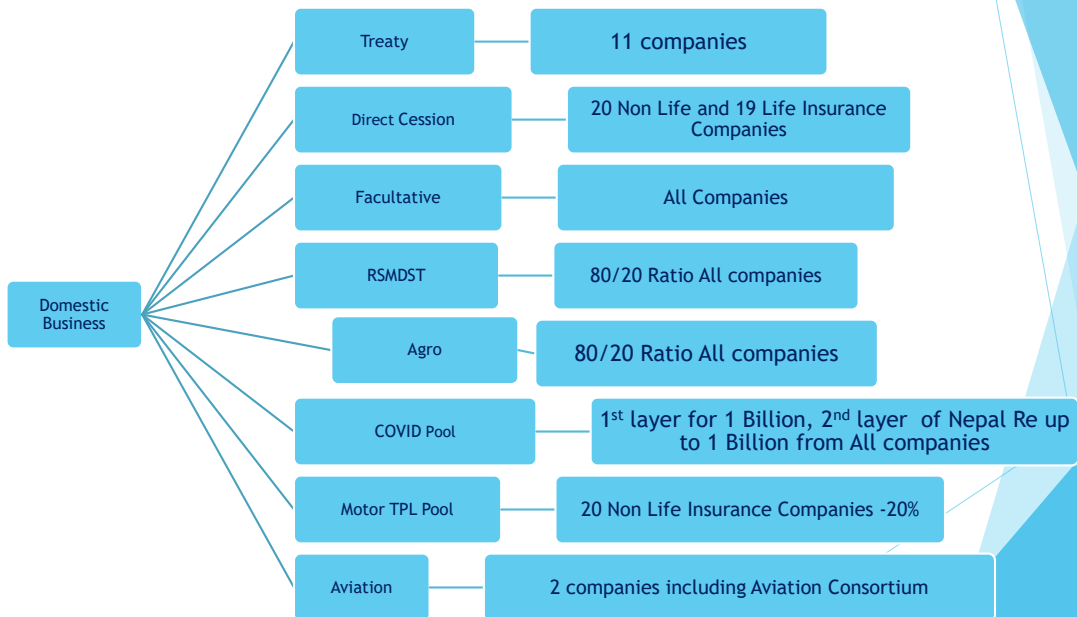 Treaty
11 companies
Direct Cession
20 Non Life and 19 Life Insurance
Companies
Facultative
All Companies
RSMDST
80/20 Ratio All companies
Domestic
Business
Agro
80/20 Ratio All companies
COVID Pool
1st layer for 1 Billion, 2nd layer of Nepal Re up
to 1 Billion from All companies
Motor TPL Pool
20 Non Life Insurance Companies -20%
Aviation
2 companies including Aviation Consortium